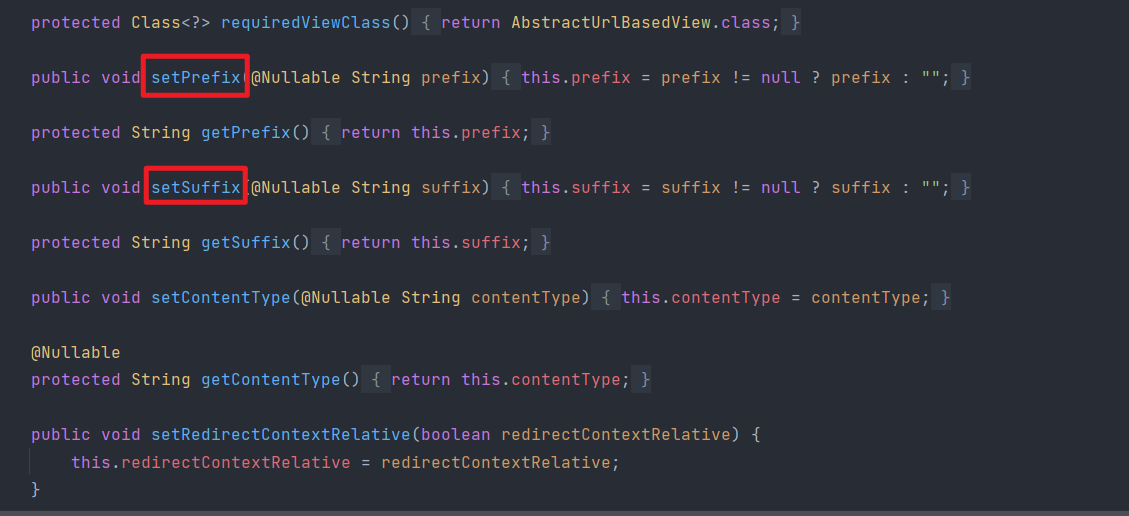 protected Class<?> requiredViewClass() { return AbstractUrlBasedView.class; }
public void setPrefix(@Nullable String prefix) { this.prefix = prefix != null ? prefix : ""; }
protected String getPrefix() { return this.prefix; }
public void setSuffix(@Nullable String suffix) { this.suffix = suffix != null ? suffix : ""; }
protected String getSuffix() { return this.suffix; }
public void setContentType(@Nullable String contentType) { this.contentType = contentType; }
@Nullable
protected String getContentType() { return this.contentType; }
public void setRedirectContextRelative(boolean redirectContextRelative) {
this.redirectContextRelative = redirectContextRelative;
}